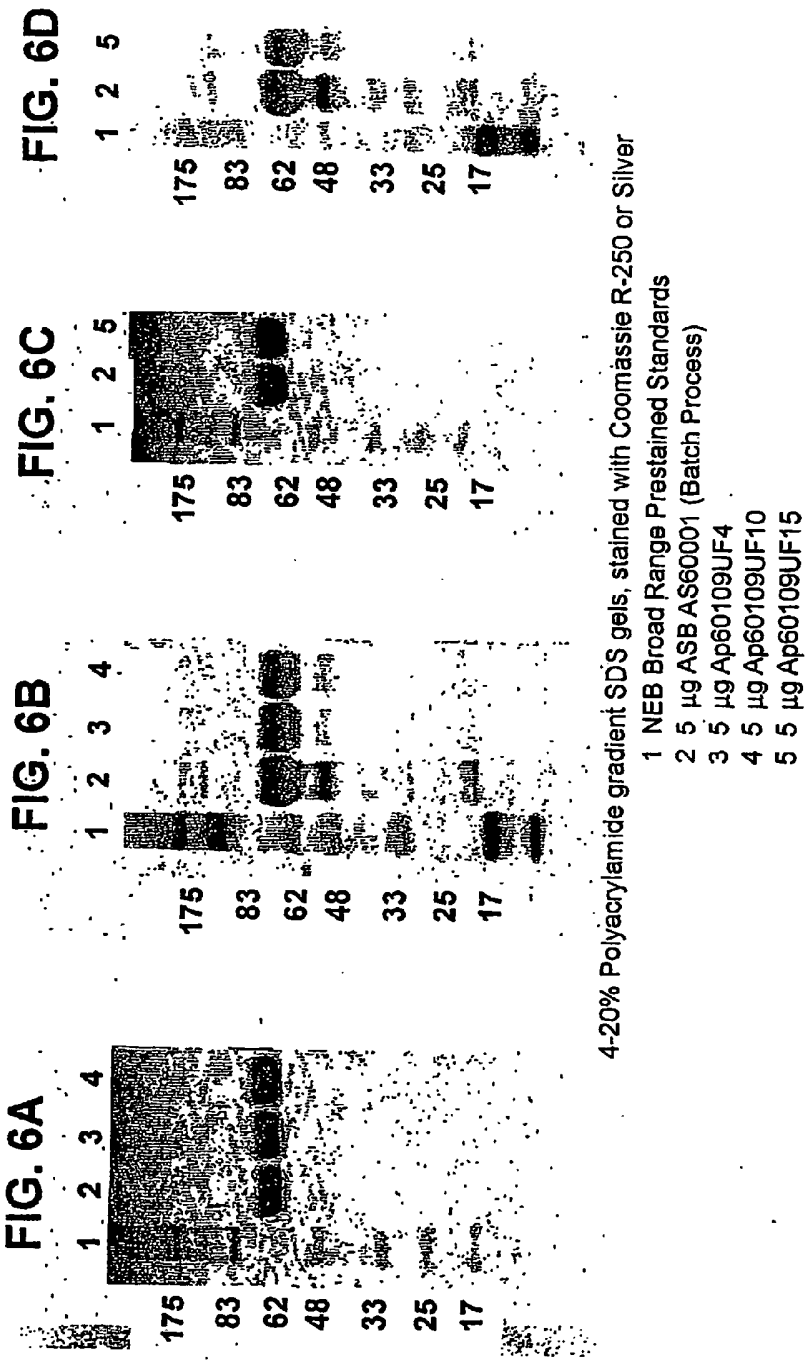 FIG. 6A
1 2 3 4
175
83
62
48
33
25
17
FIG. 6B
1 2 3 4
175
83
62
48
33
25
17
FIG. 6C
1 2 5
175
83
62
48
33
25
17
FIG. 6D
1 2 5
175
83
62
48
33
25
17
4-20% Polyacrylamide gradient SDS gels, stained with Coomassie R-250 or Silver
1 NEB Broad Range Prestained Standards
2 5 µg ASB AS60001 (Batch Process)
3 5 µg Ap60109UF4
4 5 µg Ap60109UF10
5 5 µg Ap60109UF15